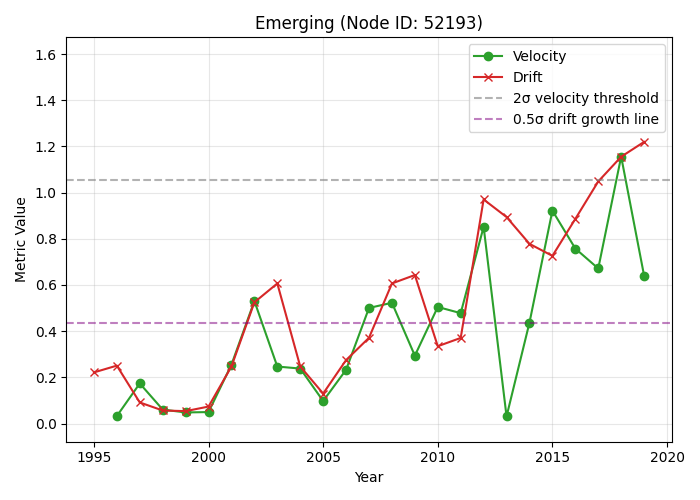 Emerging (Node ID: 52193)
Velocity
Drift
2σ velocity threshold
0.5σ drift growth line
Metric Value
1.6
1.4
1.2
1.0
0.8
0.6
0.4
0.2
0.0
1995
2000
2005
2010
2015
2020
Year